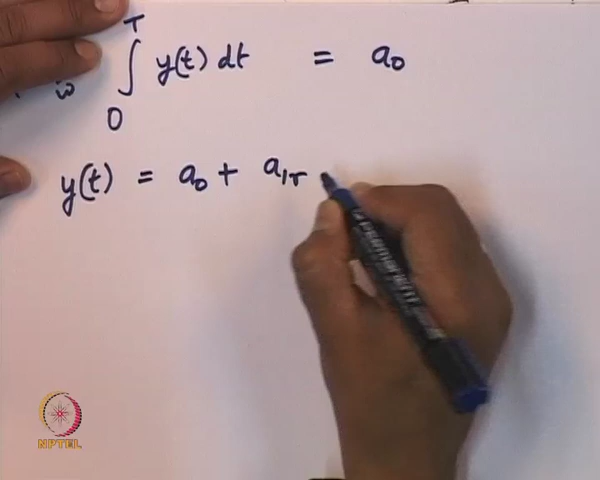 T
∫ y(t) dt = a₀
0
y(t) = a₀ + a₁ᵣ
NPTEL